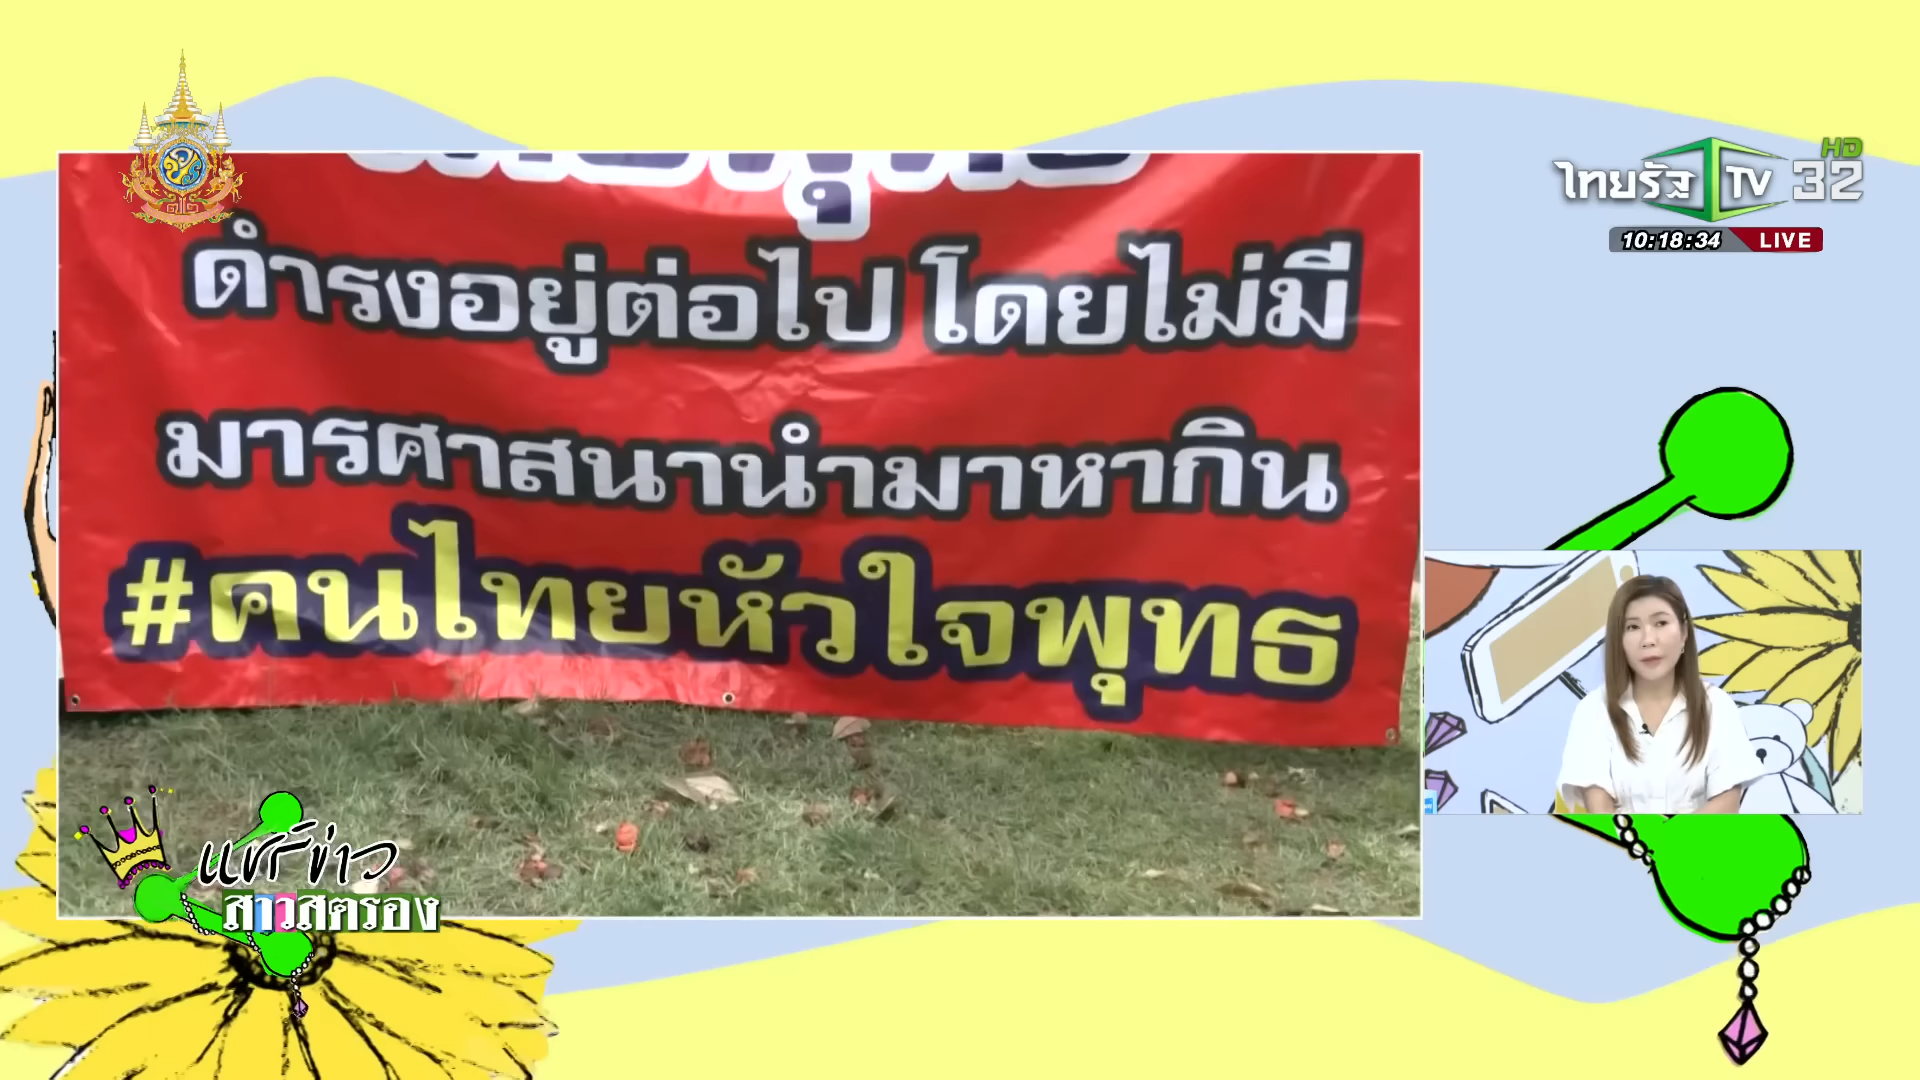 ไทยรัฐ TV HD 32
10:18:34 LIVE
ดำรงอยู่ต่อไป โดยไม่มี
มารศาสนานำมาหากิน
#คนไทยหัวใจพุทธ
แชร์ข่าว
สาวสตรอง